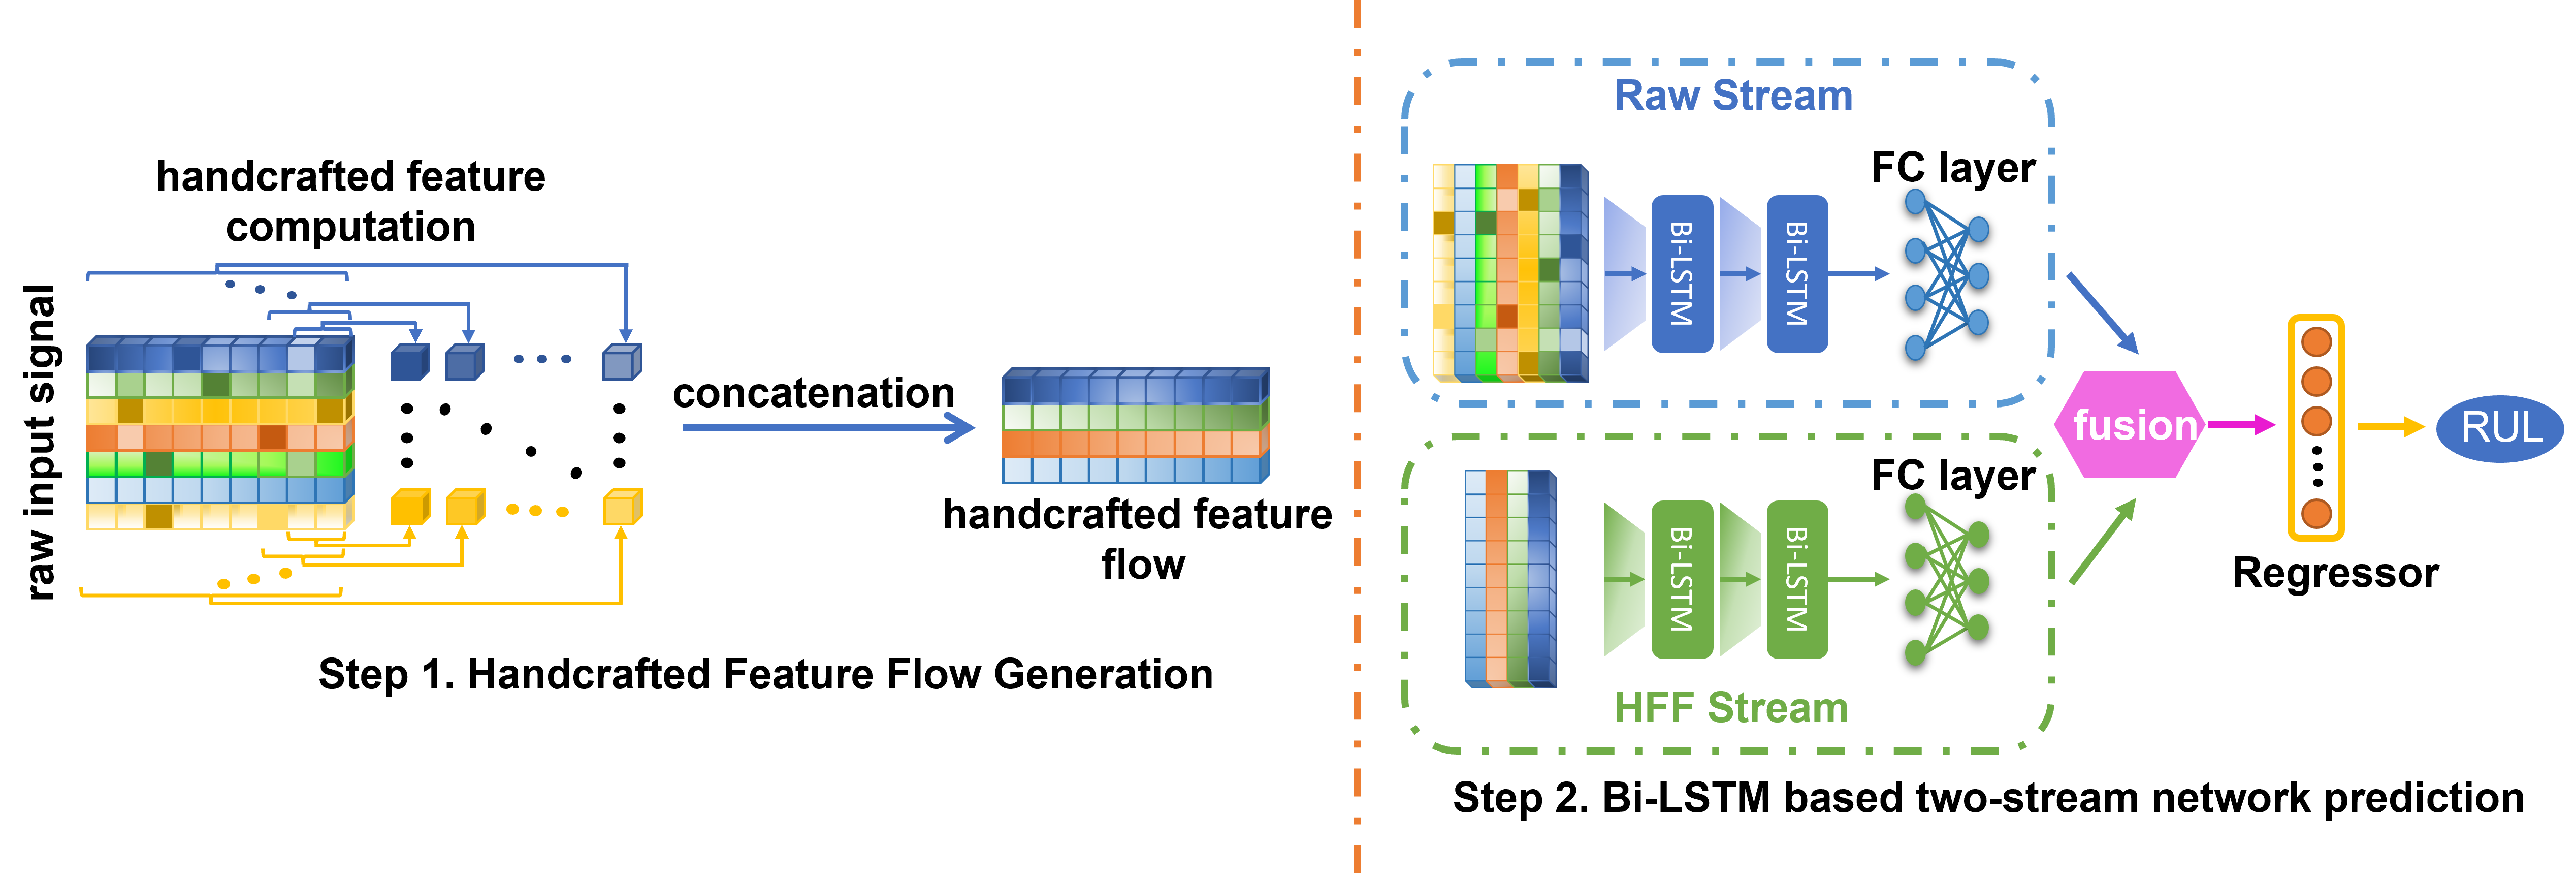 handcrafted feature
computation
raw input signal
concatenation
handcrafted feature
flow
Step 1. Handcrafted Feature Flow Generation
Raw Stream
FC layer
Bi-LSTM
Bi-LSTM
FC layer
Bi-LSTM
Bi-LSTM
HFF Stream
fusion
Regressor
RUL
Step 2. Bi-LSTM based two-stream network prediction